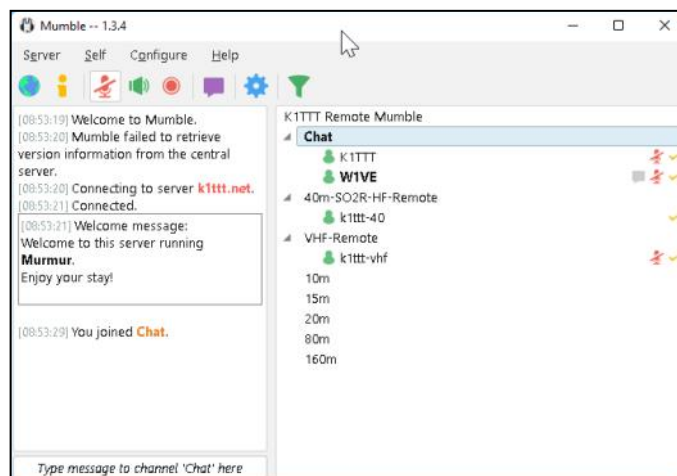 Mumble -- 1.3.4
Server Self Configure Help
[08:53:19] Welcome to Mumble.
[08:53:20] Mumble failed to retrieve
version information from the central
server.
[08:53:20] Connecting to server k1ttt.net.
[08:53:21] Connected.
[08:53:21] Welcome message:
Welcome to this server running
Murmur.
Enjoy your stay!
[08:53:29] You joined Chat.
Type message to channel 'Chat' here
K1TTT Remote Mumble
Chat
K1TTT
W1VE
40m-SO2R-HF-Remote
k1ttt-40
VHF-Remote
k1ttt-vhf
10m
15m
20m
80m
160m